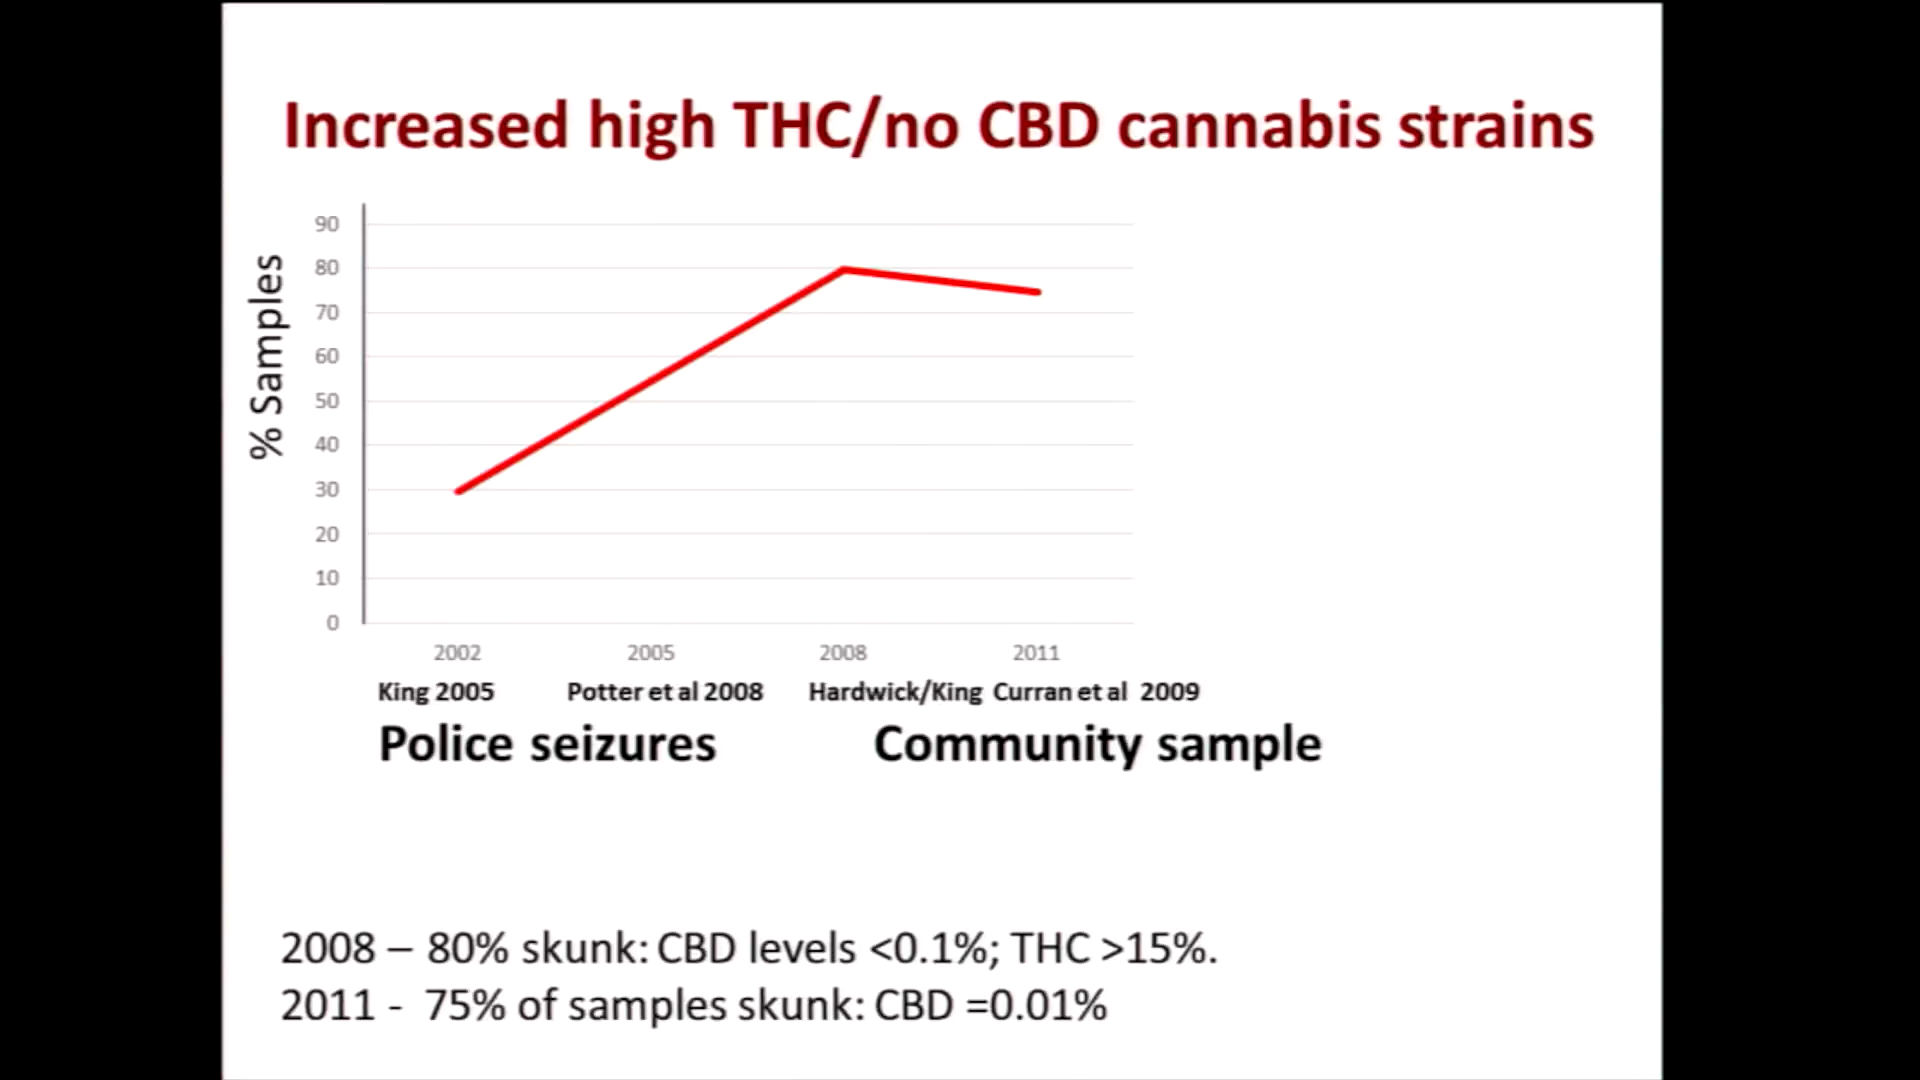 Increased high THC/no CBD cannabis strains
% Samples
90
80
70
60
50
40
30
20
10
0
2002 2005 2008 2011
King 2005 Potter et al 2008 Hardwick/King Curran et al 2009
Police seizures Community sample
2008 – 80% skunk: CBD levels <0.1%; THC >15%.
2011 - 75% of samples skunk: CBD =0.01%